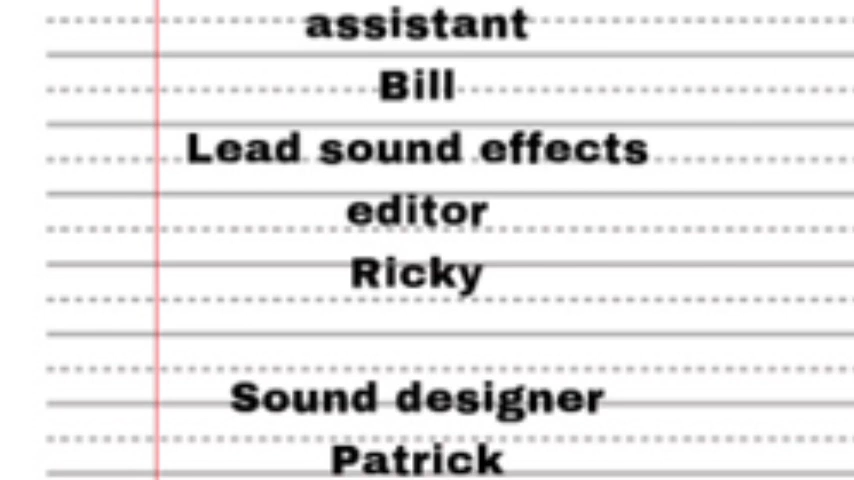 assistant
Bill
Lead sound effects
editor
Ricky
Sound designer
Patrick